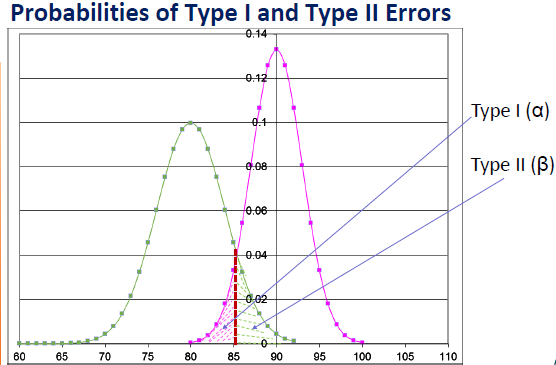 Probabilities of Type I and Type II Errors
0.14
0.12
0.1
0.08
0.06
0.04
0.02
0
Type I (α)
Type II (β)
60 65 70 75 80 85 90 95 100 105 110